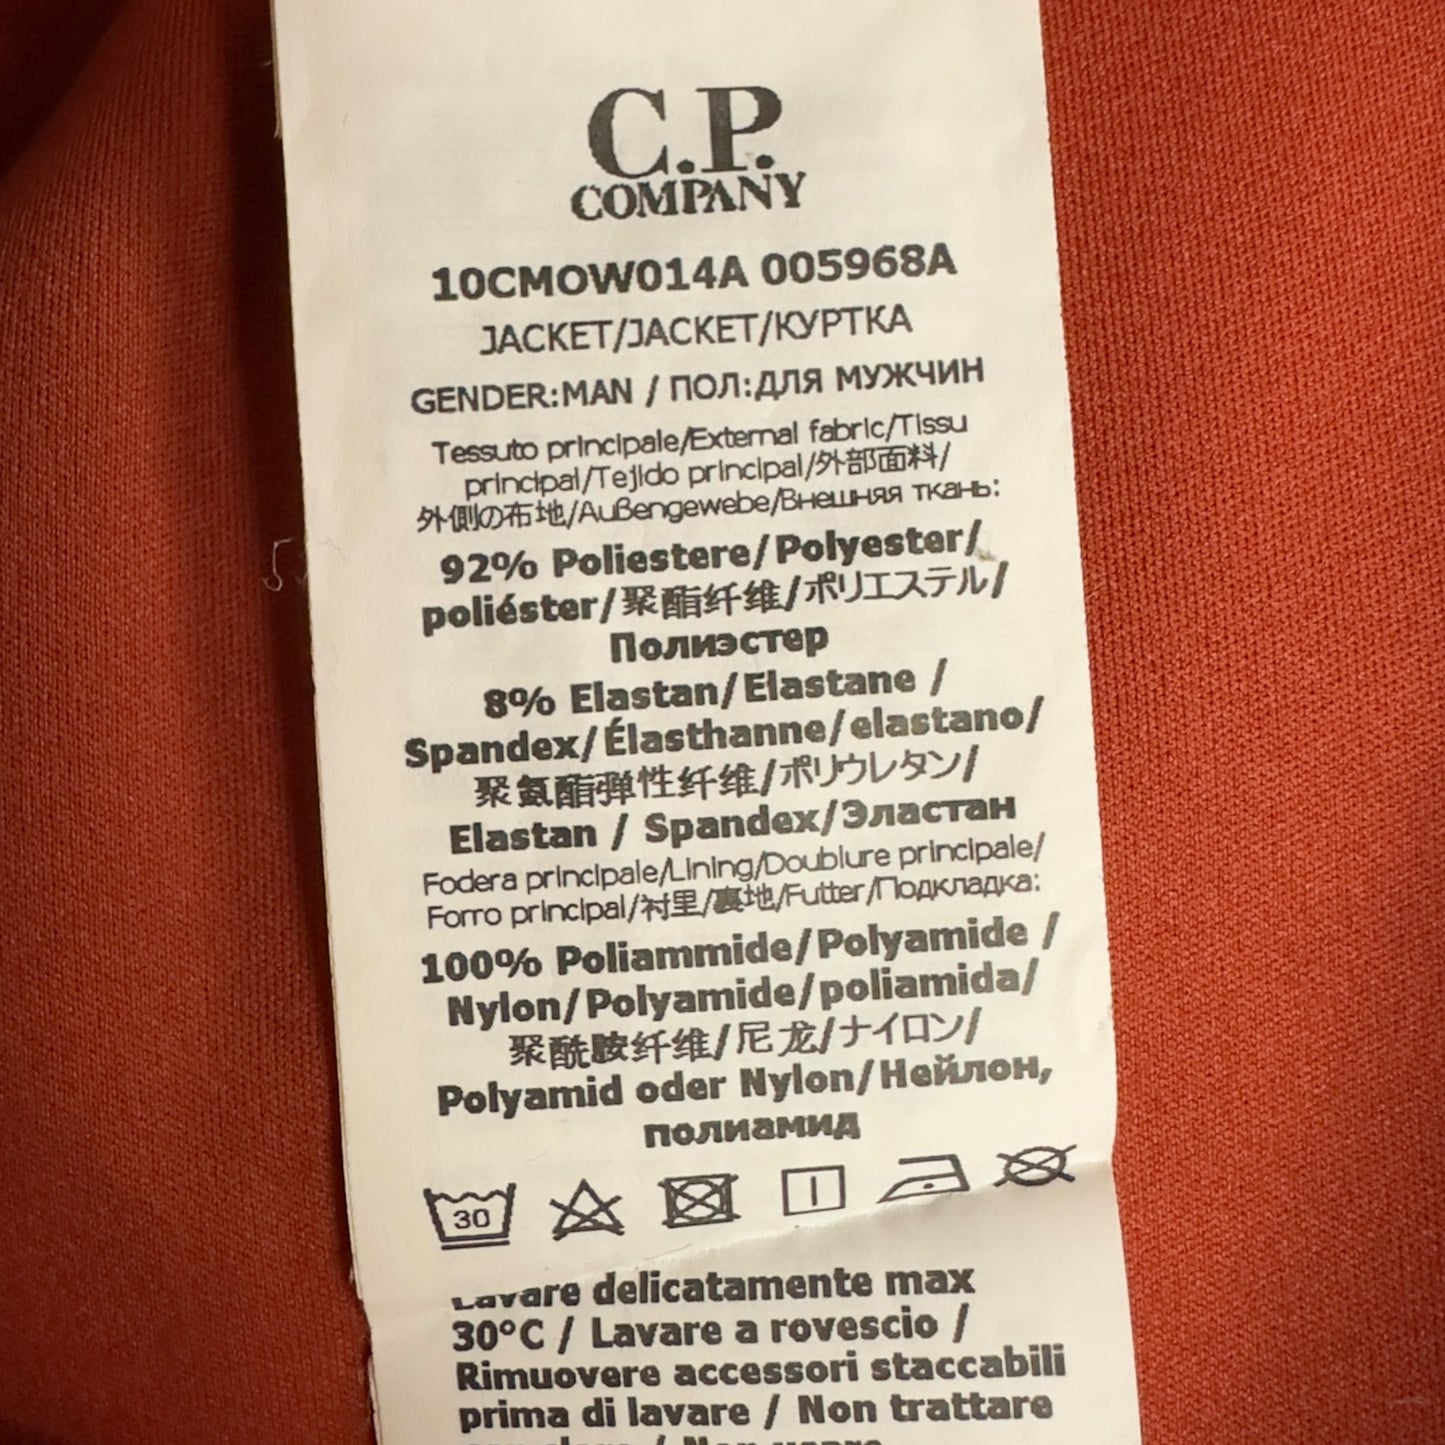 C.P.
COMPANY
10CMOW014A 005968A
JACKET/JACKET/КУРТКА
GENDER:MAN / ПОЛ:ДЛЯ МУЖЧИН
Tessuto principale/External fabric/Tissu
principal/Tejido principal/外部面料/
外側の布地/Außengewebe/Внешняя ткань:
92% Poliestere/Polyester/
poliéster/聚酯纤维/ポリエステル/
Полиэстер
8% Elastan/Elastane /
Spandex/Élasthanne/elastano/
聚氨酯弹性纤维/ポリウレタン/
Elastan / Spandex/Эластан
Fodera principale/Lining/Doublure principale/
Forro principal/衬里/裏地/Futter/Подкладка:
100% Poliammide/Polyamide /
Nylon/Polyamide/poliamida/
聚酰胺纤维/尼龙/ナイロン/
Polyamid oder Nylon/Нейлон,
полиамид
30
Lavare delicatamente max
30°C / Lavare a rovescio /
Rimuovere accessori staccabili
prima di lavare / Non trattare